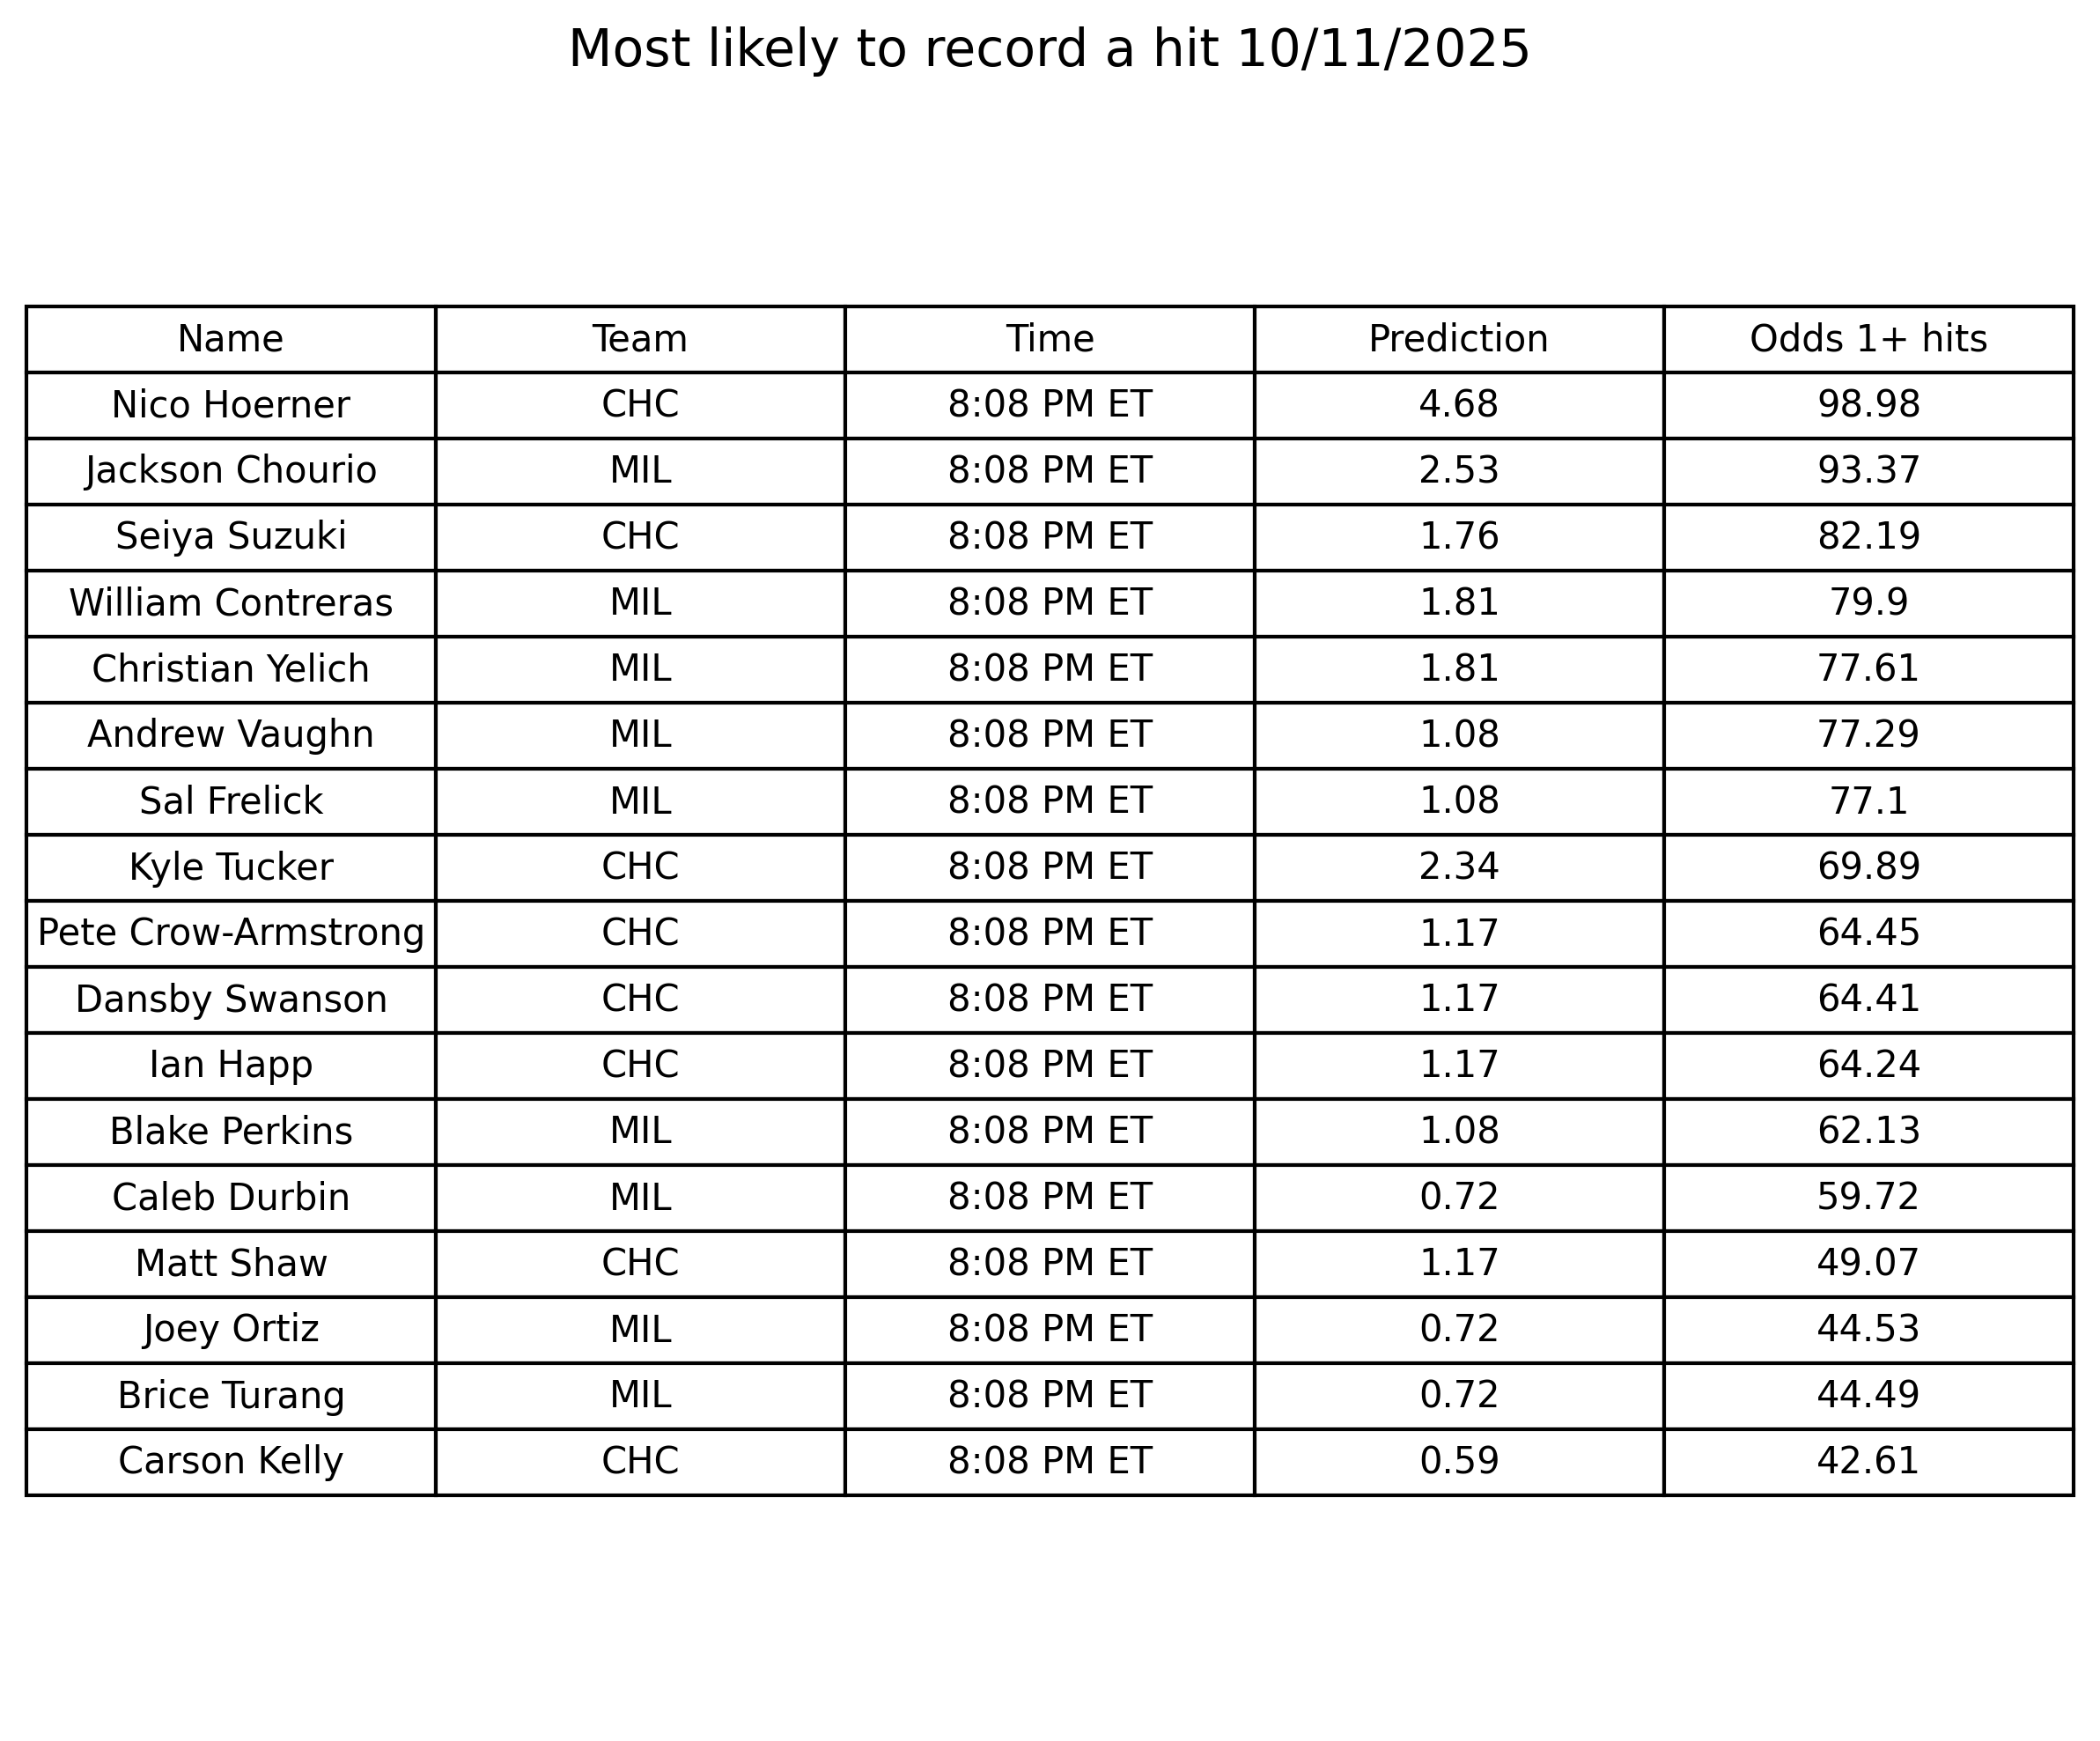 Most likely to record a hit 10/11/2025
Name Team Time Prediction Odds 1+ hits
Nico Hoerner CHC 8:08 PM ET 4.68 98.98
Jackson Chourio MIL 8:08 PM ET 2.53 93.37
Seiya Suzuki CHC 8:08 PM ET 1.76 82.19
William Contreras MIL 8:08 PM ET 1.81 79.9
Christian Yelich MIL 8:08 PM ET 1.81 77.61
Andrew Vaughn MIL 8:08 PM ET 1.08 77.29
Sal Frelick MIL 8:08 PM ET 1.08 77.1
Kyle Tucker CHC 8:08 PM ET 2.34 69.89
Pete Crow-Armstrong CHC 8:08 PM ET 1.17 64.45
Dansby Swanson CHC 8:08 PM ET 1.17 64.41
Ian Happ CHC 8:08 PM ET 1.17 64.24
Blake Perkins MIL 8:08 PM ET 1.08 62.13
Caleb Durbin MIL 8:08 PM ET 0.72 59.72
Matt Shaw CHC 8:08 PM ET 1.17 49.07
Joey Ortiz MIL 8:08 PM ET 0.72 44.53
Brice Turang MIL 8:08 PM ET 0.72 44.49
Carson Kelly CHC 8:08 PM ET 0.59 42.61